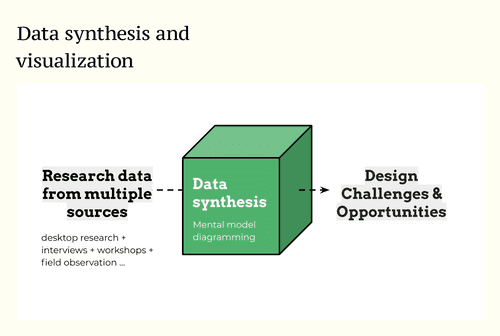 Data synthesis and
visualization
Research data
from multiple
sources
desktop research +
interviews + workshops +
field observation ...
Data
synthesis
Mental model
diagramming
Design
Challenges &
Opportunities